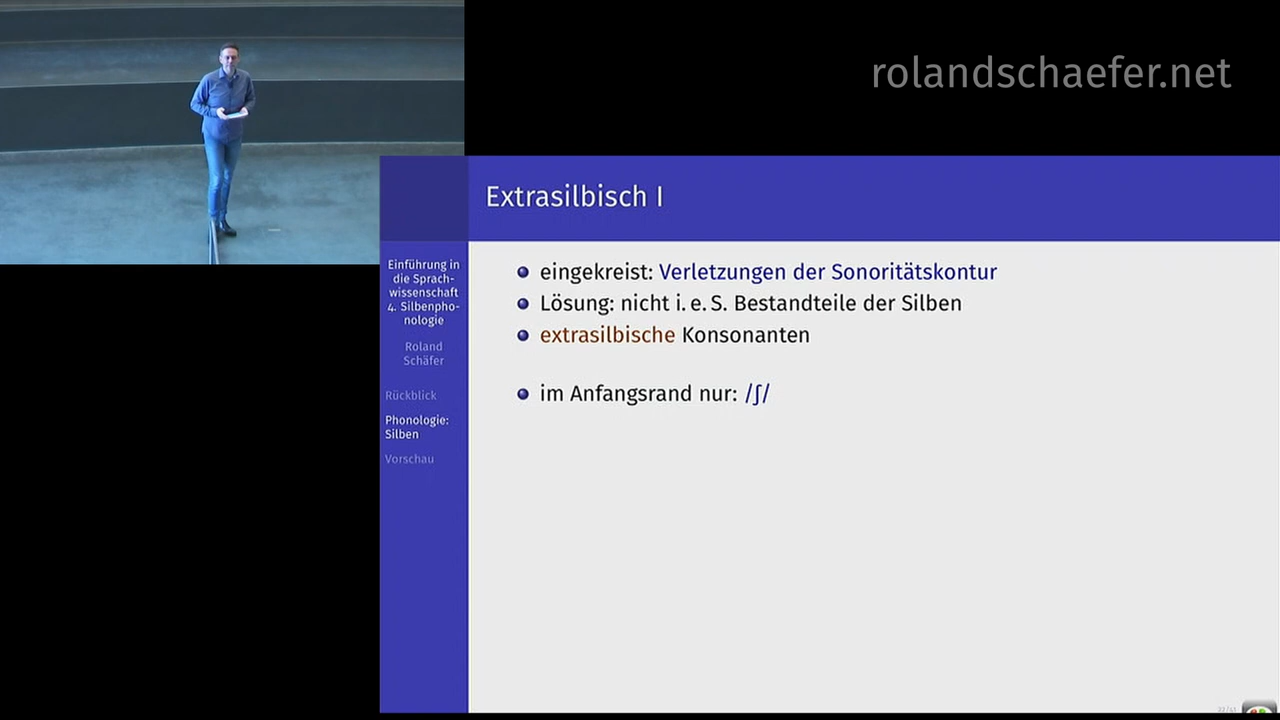 rolandschaefer.net
Extrasilbisch I
Einführung in
die Sprach-
wissenschaft
4. Silbenpho-
nologie
Roland
Schäfer
Rückblick
Phonologie:
Silben
Vorschau
eingekreist: Verletzungen der Sonoritätskontur
Lösung: nicht i. e. S. Bestandteile der Silben
extrasilbische Konsonanten
im Anfangsrand nur: /ʃ/